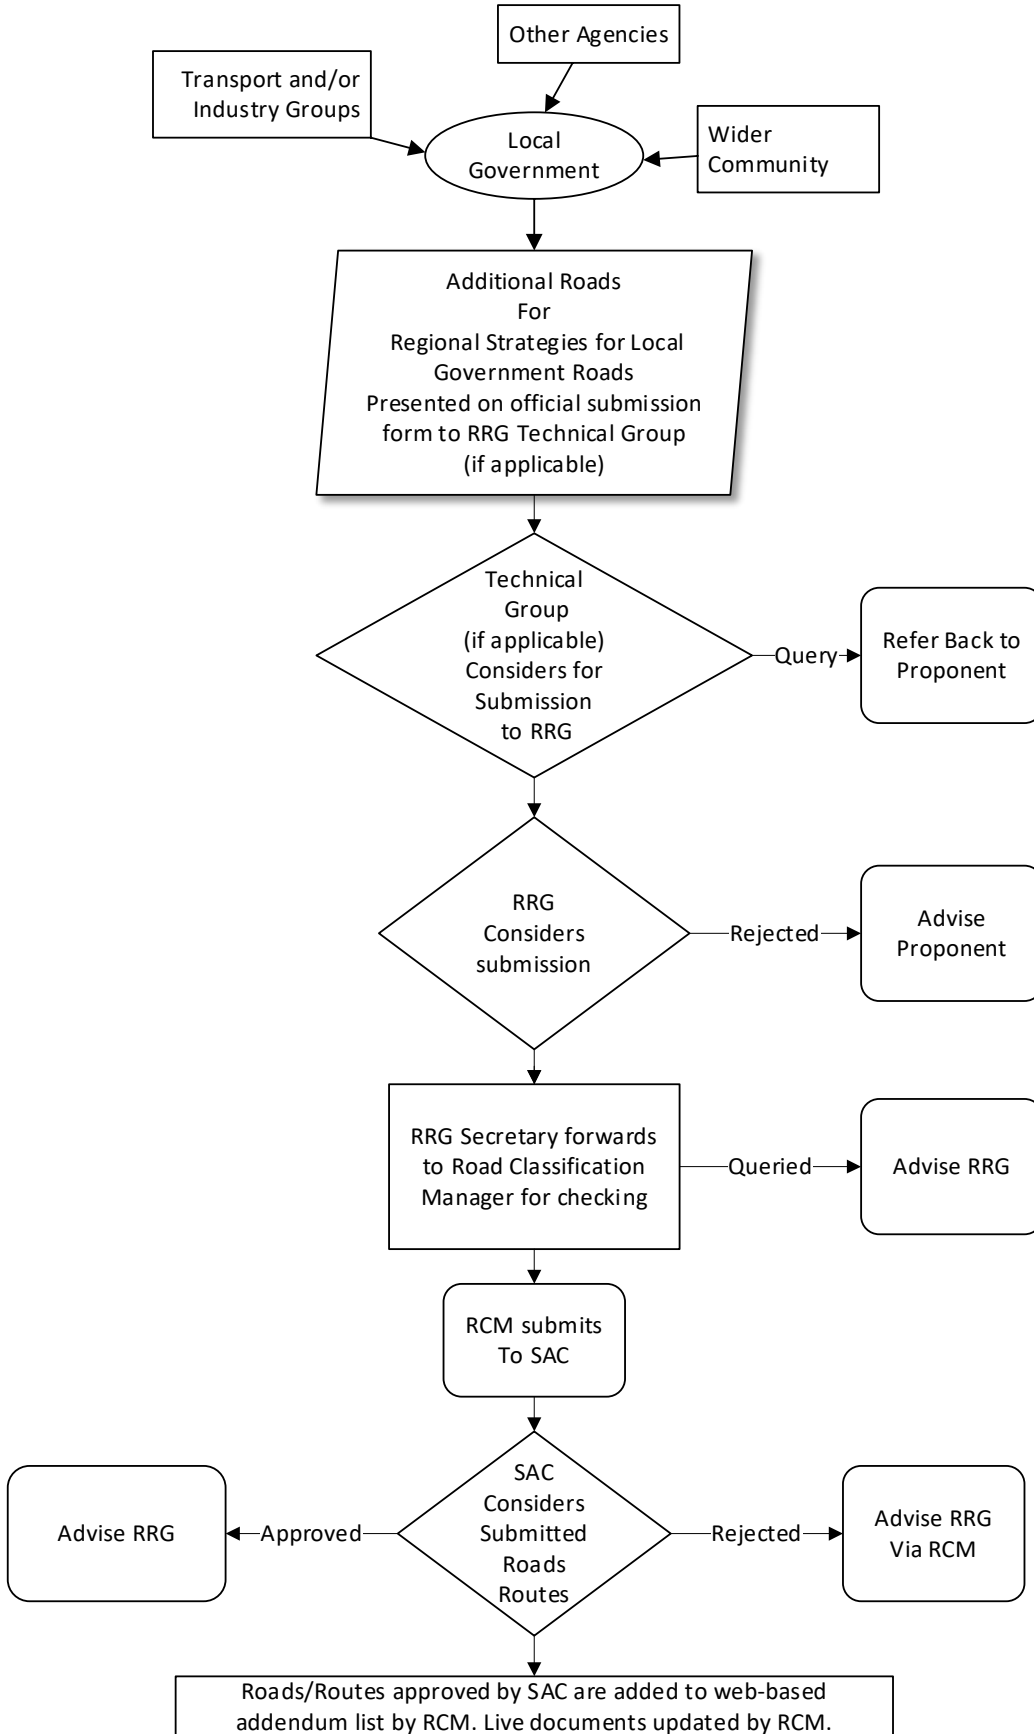 Other Agencies
Transport and/or
Industry Groups
Local
Government
Wider
Community
Additional Roads
For
Regional Strategies for Local
Government Roads
Presented on official submission
form to RRG Technical Group
(if applicable)
Technical
Group
(if applicable)
Considers for
Submission
to RRG
Query
Refer Back to
Proponent
RRG
Considers
submission
Rejected
Advise
Proponent
RRG Secretary forwards
to Road Classification
Manager for checking
Queried
Advise RRG
RCM submits
To SAC
SAC
Considers
Submitted
Roads
Routes
Approved
Advise RRG
Rejected
Advise RRG
Via RCM
Roads/Routes approved by SAC are added to web-based
addendum list by RCM. Live documents updated by RCM.